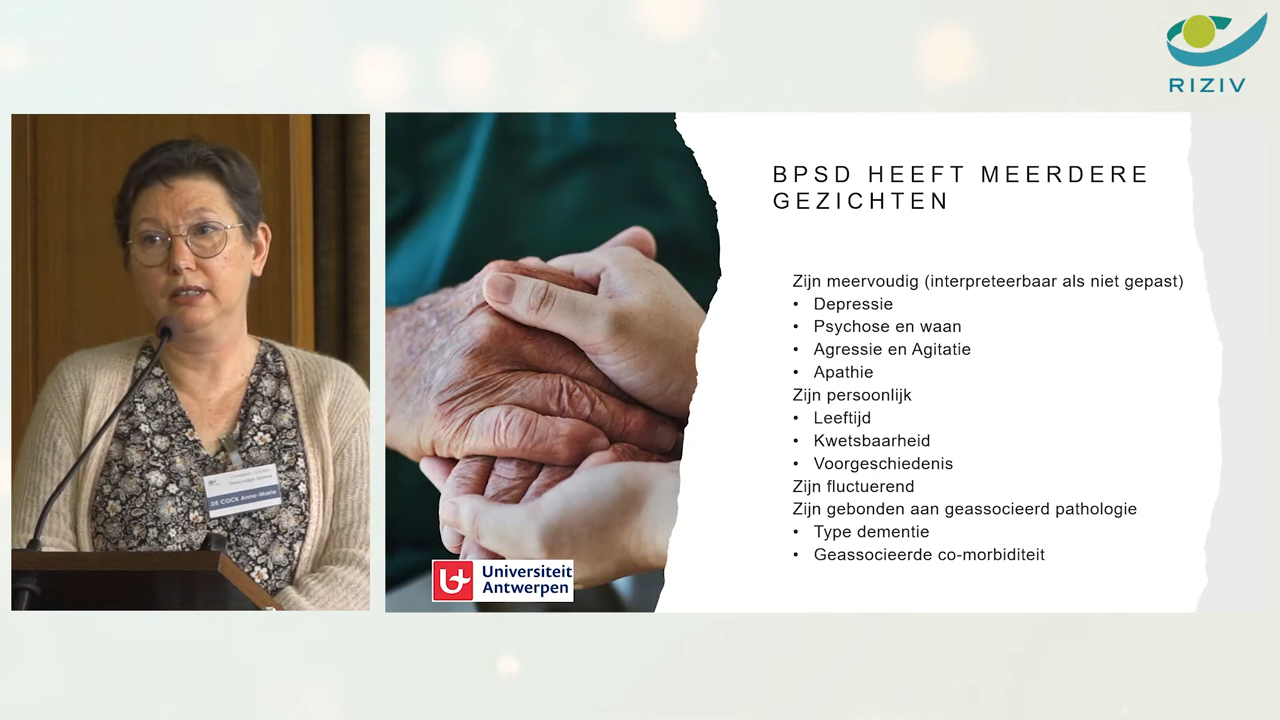 RIZIV
BPSD HEEFT MEERDERE
GEZICHTEN
Zijn meervoudig (interpreteerbaar als niet gepast)
• Depressie
• Psychose en waan
• Agressie en Agitatie
• Apathie
Zijn persoonlijk
• Leeftijd
• Kwetsbaarheid
• Voorgeschiedenis
Zijn fluctuerend
Zijn gebonden aan geassocieerd pathologie
• Type dementie
• Geassocieerde co-morbiditeit
Universiteit
Antwerpen
DE COCK Anne-Marie